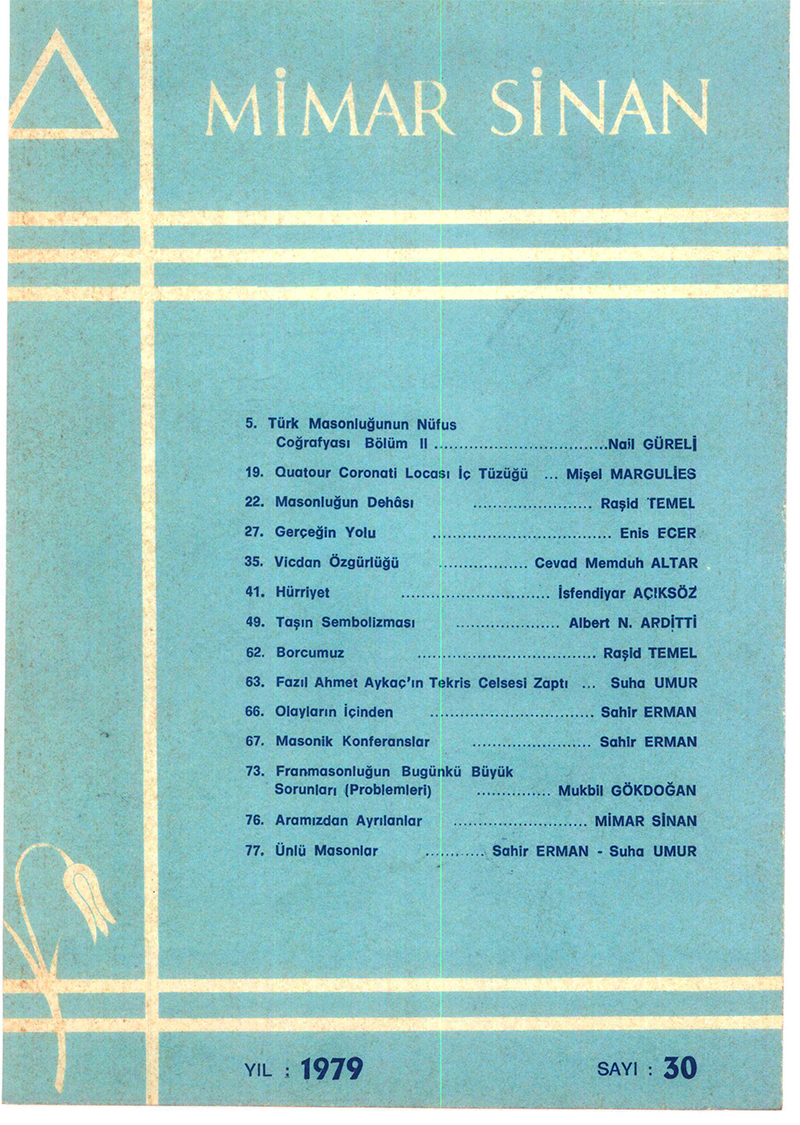 MİMAR SİNAN
5. Türk Masonluğunun Nüfus
Coğrafyası Bölüm II ................................Nail GÜRELİ
19. Quatour Coronati Locası İç Tüzüğü ... Mişel MARGULİES
22. Masonluğun Dehâsı ........................ Raşid TEMEL
27. Gerçeğin Yolu .................................... Enis ECER
35. Vicdan Özgürlüğü .................. Cevad Memduh ALTAR
41. Hürriyet .............................. İsfendiyar AÇIKSÖZ
49. Taşın Sembolizması ..................... Albert N. ARDİTTİ
62. Borcumuz .................................... Raşid TEMEL
63. Fazıl Ahmet Aykaç'ın Tekris Celsesi Zaptı ... Suha UMUR
66. Olayların İçinden ................................. Sahir ERMAN
67. Masonik Konferanslar ........................ Sahir ERMAN
73. Franmasonluğun Bugünkü Büyük
Sorunları (Problemleri) ............... Mukbil GÖKDOĞAN
76. Aramızdan Ayrılanlar ........................... MİMAR SİNAN
77. Ünlü Masonlar ............ Sahir ERMAN - Suha UMUR
YIL : 1979 SAYI : 30